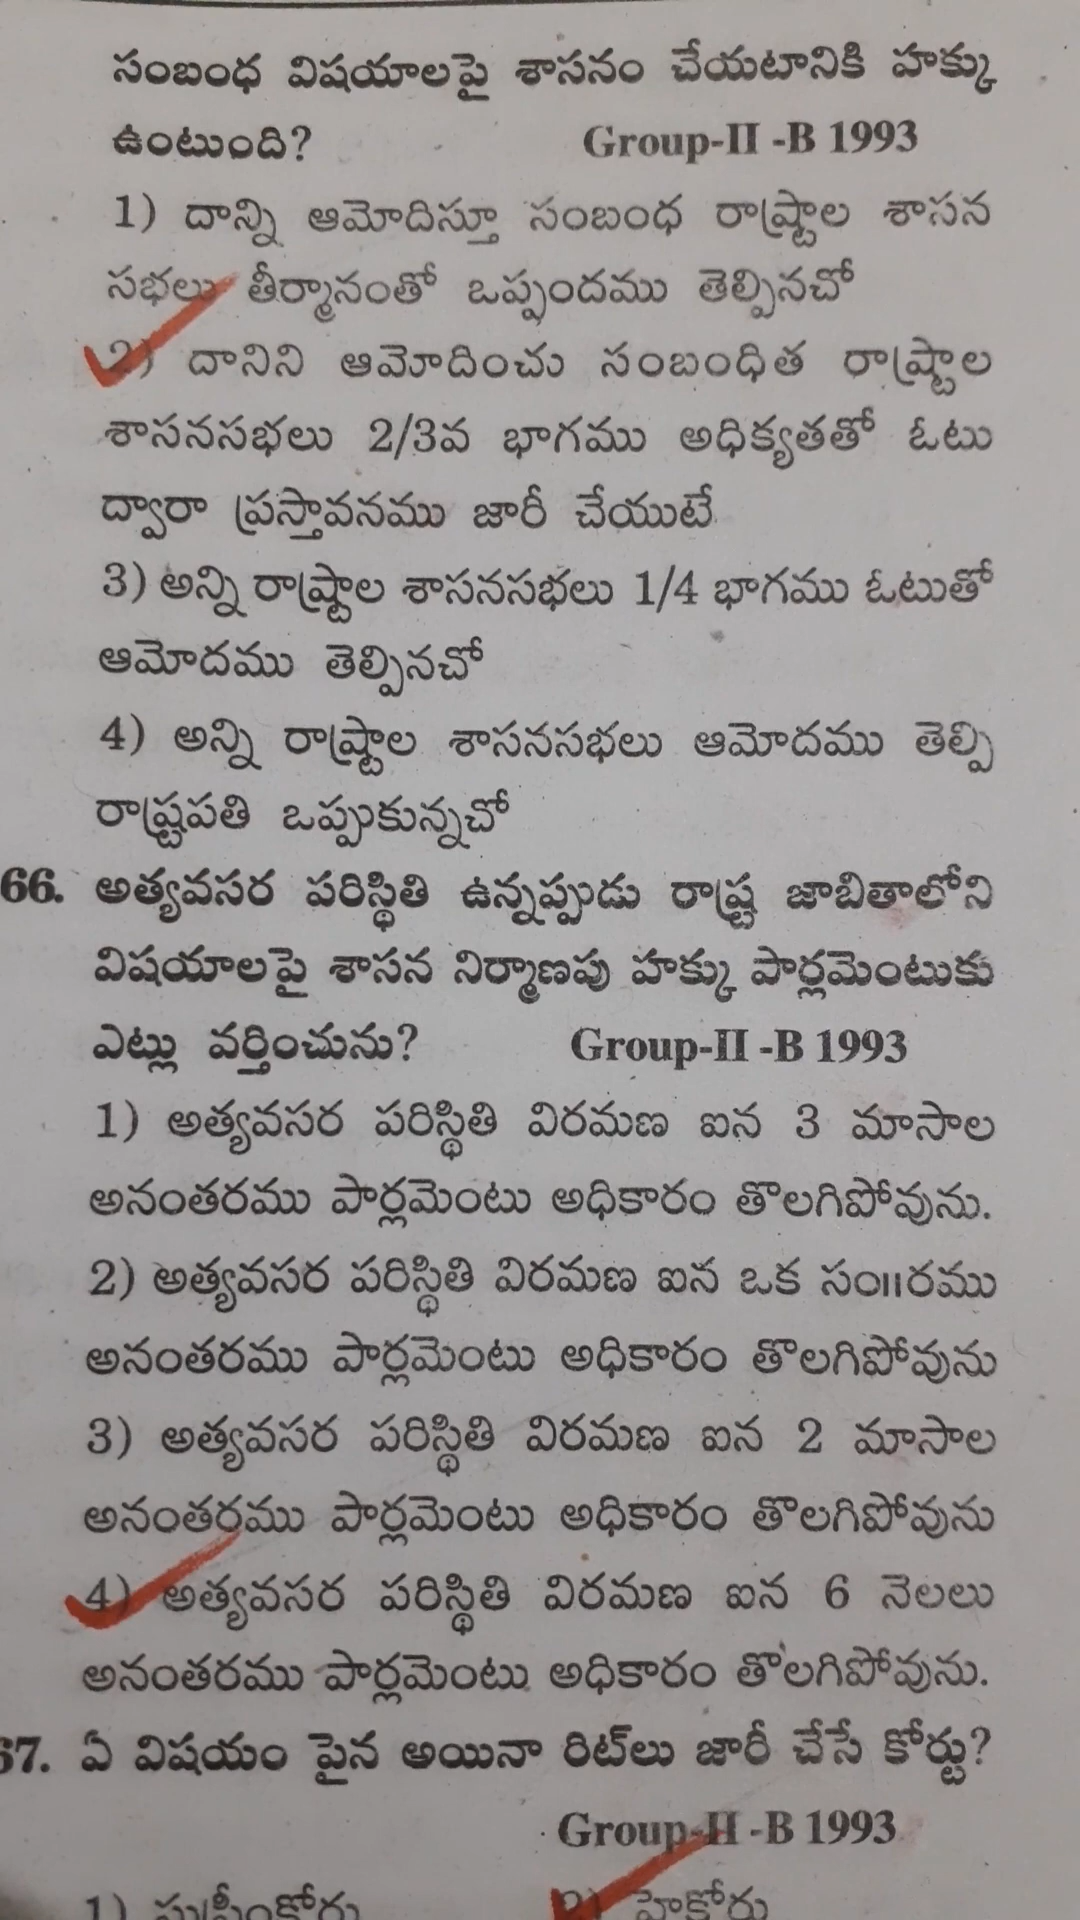 సంబంధ విషయాలపై శాసనం చేయటానికి హక్కు
ఉంటుంది? Group-II -B 1993
1) దాన్ని ఆమోదిస్తూ సంబంధ రాష్ట్రాల శాసన
సభలు తీర్మానంతో ఒప్పందము తెల్పినచో
2) దానిని ఆమోదించు సంబంధిత రాష్ట్రాల
శాసనసభలు 2/3వ భాగము అధిక్యతతో ఓటు
ద్వారా ప్రస్తావనము జారీ చేయుటే
3) అన్ని రాష్ట్రాల శాసనసభలు 1/4 భాగము ఓటుతో
ఆమోదము తెల్పినచో
4) అన్ని రాష్ట్రాల శాసనసభలు ఆమోదము తెల్పి
రాష్ట్రపతి ఒప్పుకున్నచో
66. అత్యవసర పరిస్థితి ఉన్నప్పుడు రాష్ట్ర జాబితాలోని
విషయాలపై శాసన నిర్మాణపు హక్కు పార్లమెంటుకు
ఎట్లు వర్తించును? Group-II -B 1993
1) అత్యవసర పరిస్థితి విరమణ ఐన 3 మాసాల
అనంతరము పార్లమెంటు అధికారం తొలగిపోవును.
2) అత్యవసర పరిస్థితి విరమణ ఐన ఒక సం॥రము
అనంతరము పార్లమెంటు అధికారం తొలగిపోవును
3) అత్యవసర పరిస్థితి విరమణ ఐన 2 మాసాల
అనంతరము పార్లమెంటు అధికారం తొలగిపోవును
4) అత్యవసర పరిస్థితి విరమణ ఐన 6 నెలలు
అనంతరము పార్లమెంటు అధికారం తొలగిపోవును.
67. ఏ విషయం పైన అయినా రిట్‌లు జారీ చేసే కోర్టు?
Group-II -B 1993
1) సుప్రీంకోర్టు 2) హైకోర్టు